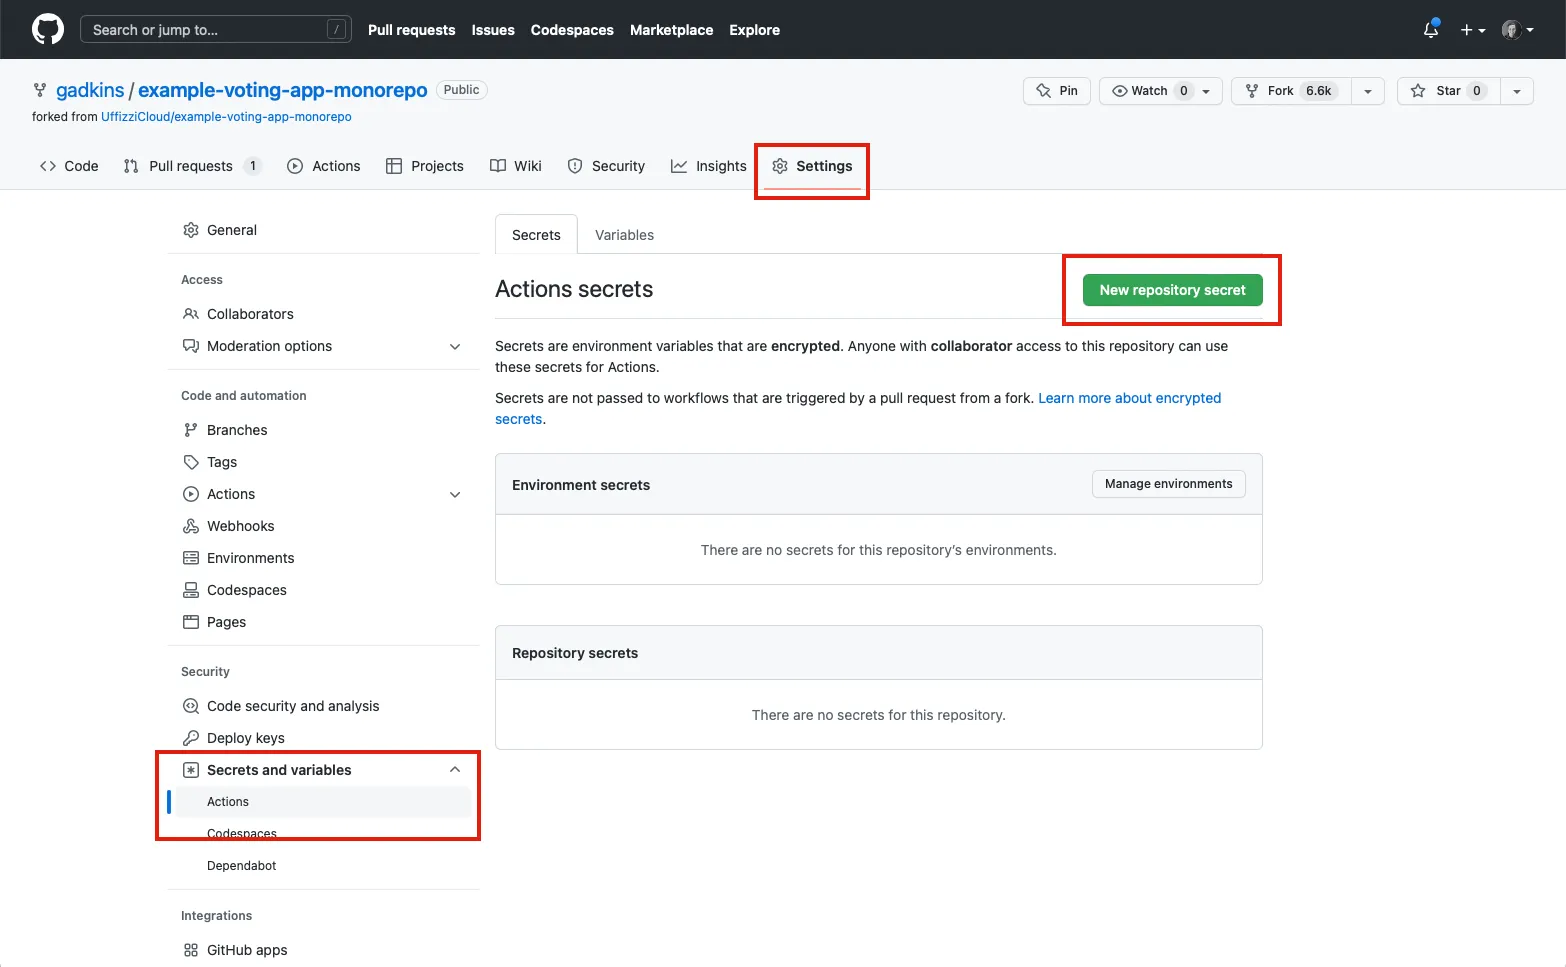 Search or jump to... /
Pull requests Issues Codespaces Marketplace Explore
gadkins / example-voting-app-monorepo Public
Pin Watch 0 Fork 6.6k Star 0
forked from UffizziCloud/example-voting-app-monorepo
Code Pull requests 1 Actions Projects Wiki Security Insights Settings
General
Access
Collaborators
Moderation options
Code and automation
Branches
Tags
Actions
Webhooks
Environments
Codespaces
Pages
Security
Code security and analysis
Deploy keys
Secrets and variables
Actions
Codespaces
Dependabot
Integrations
GitHub apps
Secrets Variables
Actions secrets
New repository secret
Secrets are environment variables that are encrypted. Anyone with collaborator access to this repository can use
these secrets for Actions.
Secrets are not passed to workflows that are triggered by a pull request from a fork. Learn more about encrypted
secrets.
Environment secrets
Manage environments
There are no secrets for this repository’s environments.
Repository secrets
There are no secrets for this repository.